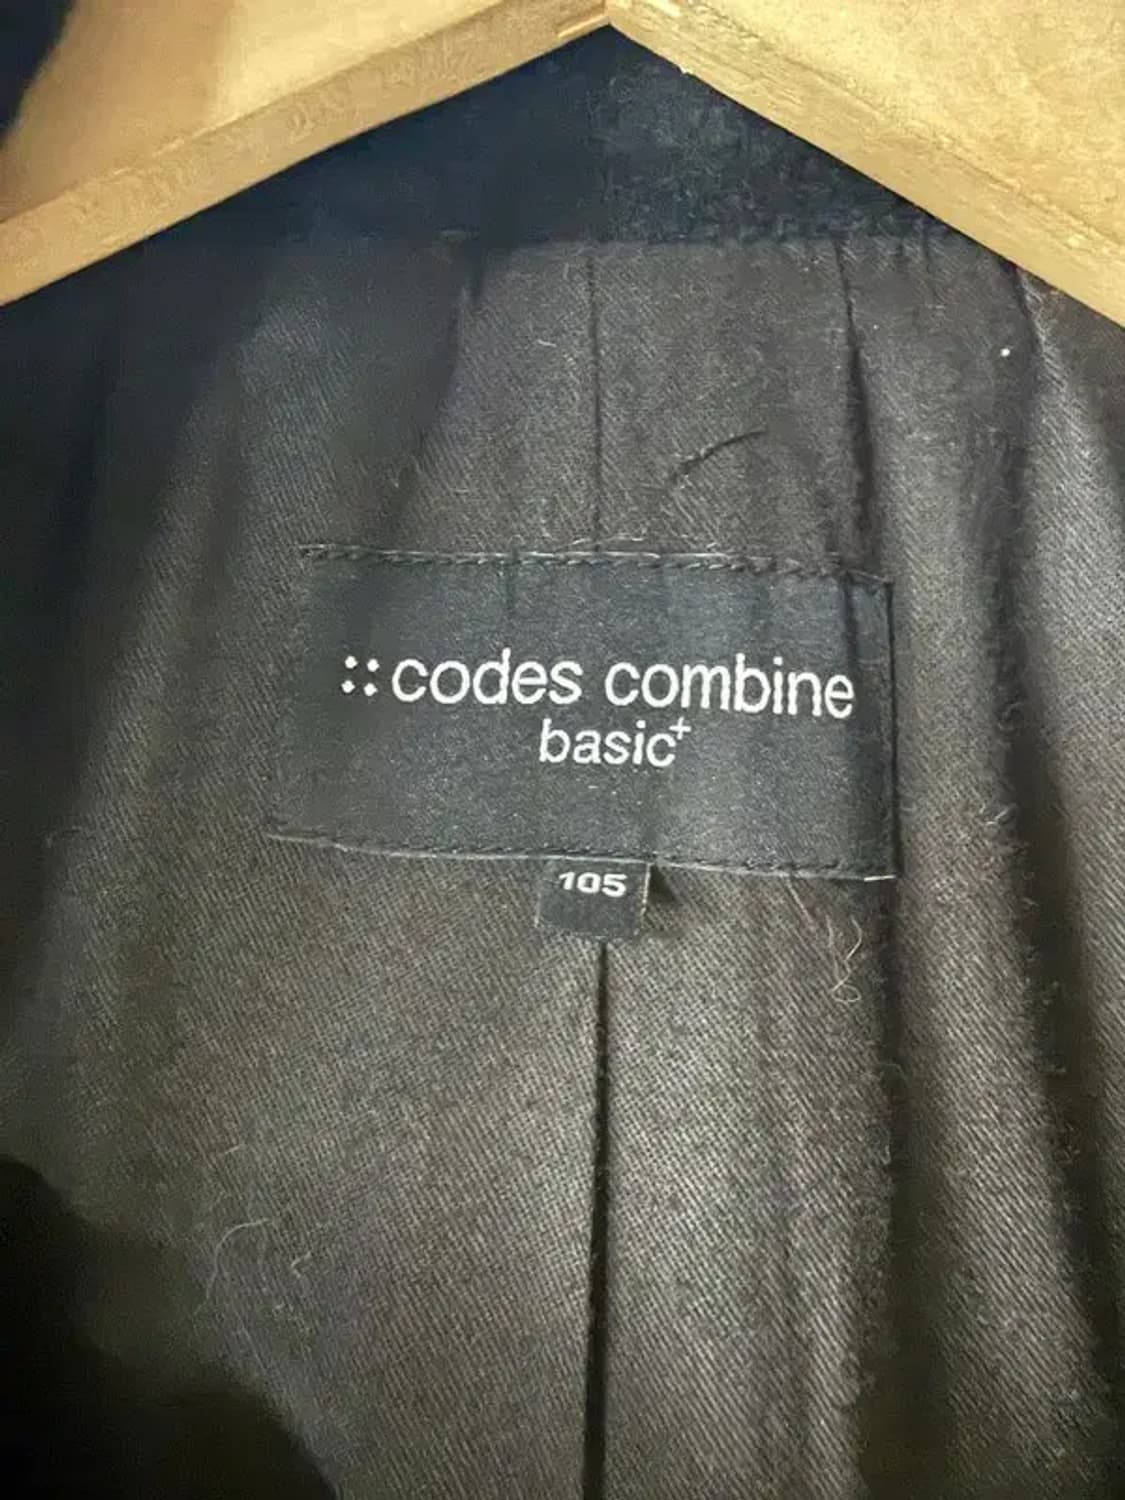 ::codes combine
basic+
105